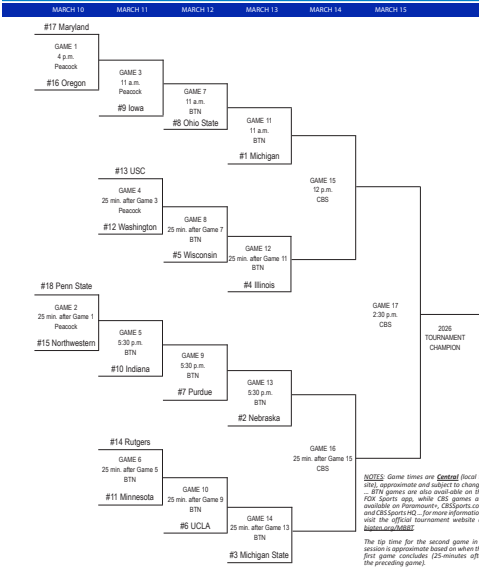 MARCH 10 MARCH 11 MARCH 12 MARCH 13 MARCH 14 MARCH 15
#17 Maryland
GAME 1
4 p.m.
Peacock
#16 Oregon
GAME 3
11 a.m.
Peacock
#9 Iowa
GAME 7
11 a.m.
BTN
#8 Ohio State
GAME 11
11 a.m.
BTN
#1 Michigan
#13 USC
GAME 4
25 min. after Game 3
Peacock
#12 Washington
GAME 8
25 min. after Game 7
BTN
#5 Wisconsin
GAME 12
25 min. after Game 11
BTN
#4 Illinois
GAME 15
12 p.m.
CBS
#18 Penn State
GAME 2
25 min. after Game 1
Peacock
#15 Northwestern
GAME 5
5:30 p.m.
BTN
#10 Indiana
GAME 9
5:30 p.m.
BTN
#7 Purdue
GAME 13
5:30 p.m.
BTN
#2 Nebraska
#14 Rutgers
GAME 6
25 min. after Game 5
BTN
#11 Minnesota
GAME 10
25 min. after Game 9
BTN
#6 UCLA
GAME 14
25 min. after Game 13
BTN
#3 Michigan State
GAME 16
25 min. after Game 15
CBS
GAME 17
2:30 p.m.
CBS
2026
TOURNAMENT
CHAMPION
NOTES: Game times are Central (local
site), approximate and subject to chang
... BTN games are also avail-able on th
FOX Sports app, while CBS games a
available on Paramount+, CBSSports.co
and CBS Sports HQ ... for more informatio
visit the official tournament website
bigten.org/MBBT.
The tip time for the second game in
session is approximate based on when th
first game concludes (25-minutes aft
the preceding game).